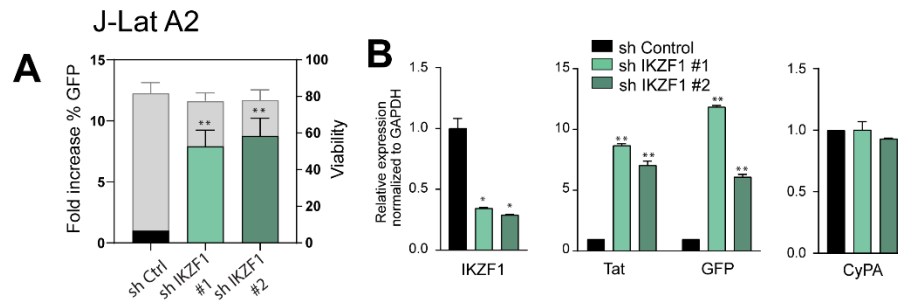 J-Lat A2
A
Fold increase % GFP
15
10
5
0
** **
100
80
60
40
20
0
Viability
sh Ctrl
sh IKZF1 #1
sh IKZF1 #2
B
sh Control
sh IKZF1 #1
sh IKZF1 #2
Relative expression
normalized to GAPDH
1.5
1.0
0.5
0.0
* *
IKZF1
15
10
5
0
** ** ** **
Tat GFP
1.5
1.0
0.5
0.0
CyPA